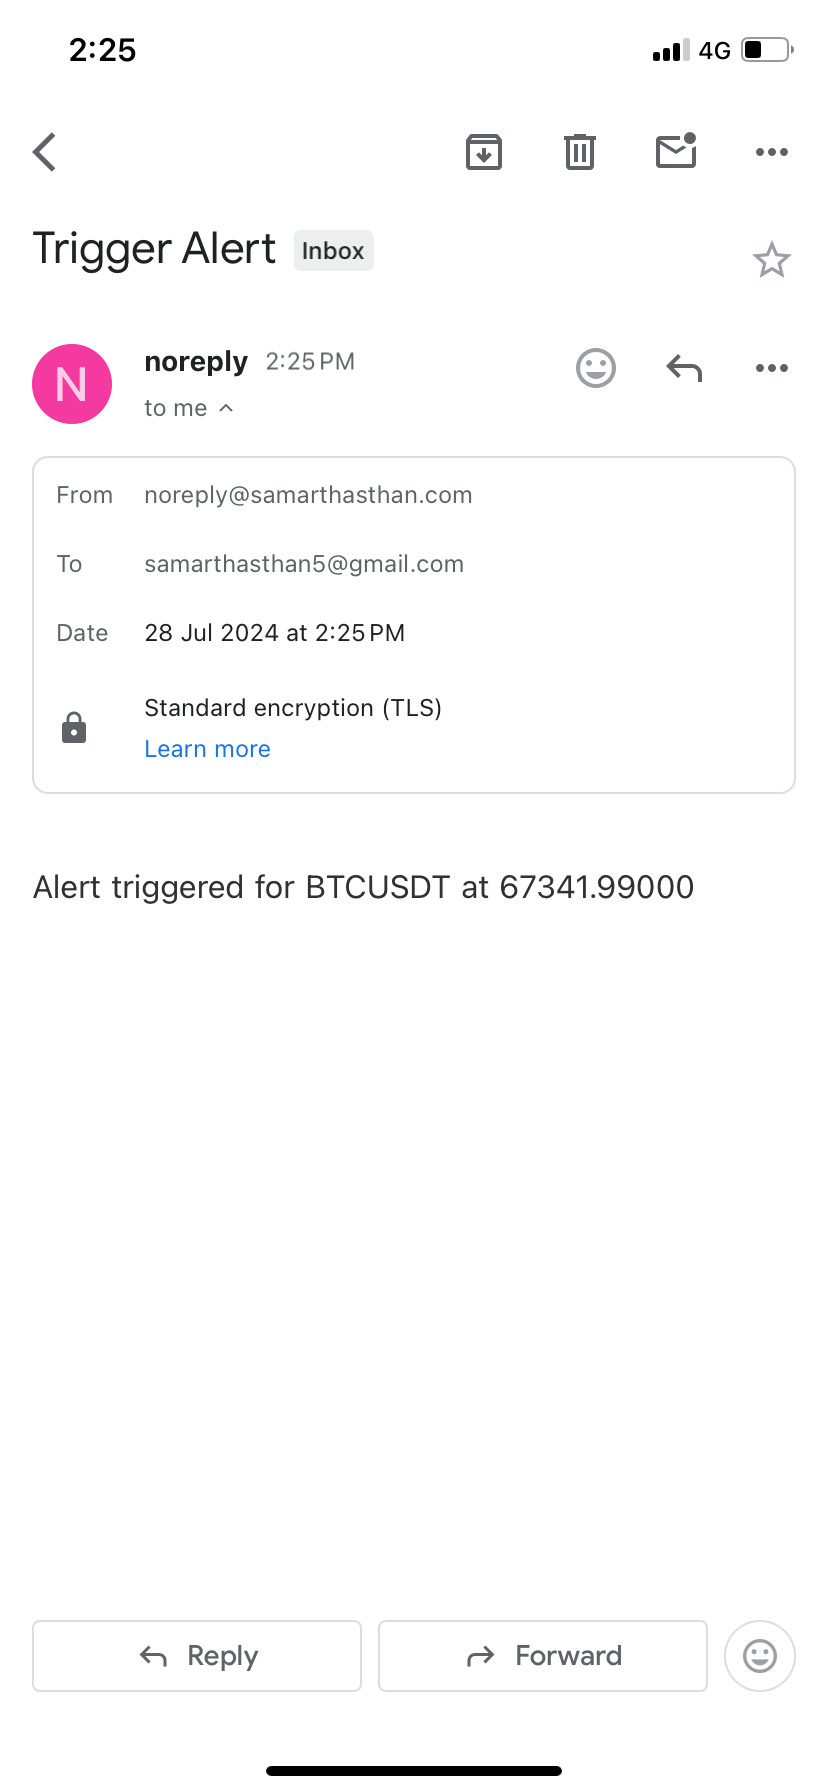 2:25 4G
Trigger Alert Inbox
N
noreply 2:25 PM
to me
From noreply@samarthasthan.com
To samarthasthan5@gmail.com
Date 28 Jul 2024 at 2:25 PM
Standard encryption (TLS)
Learn more
Alert triggered for BTCUSDT at 67341.99000
Reply Forward